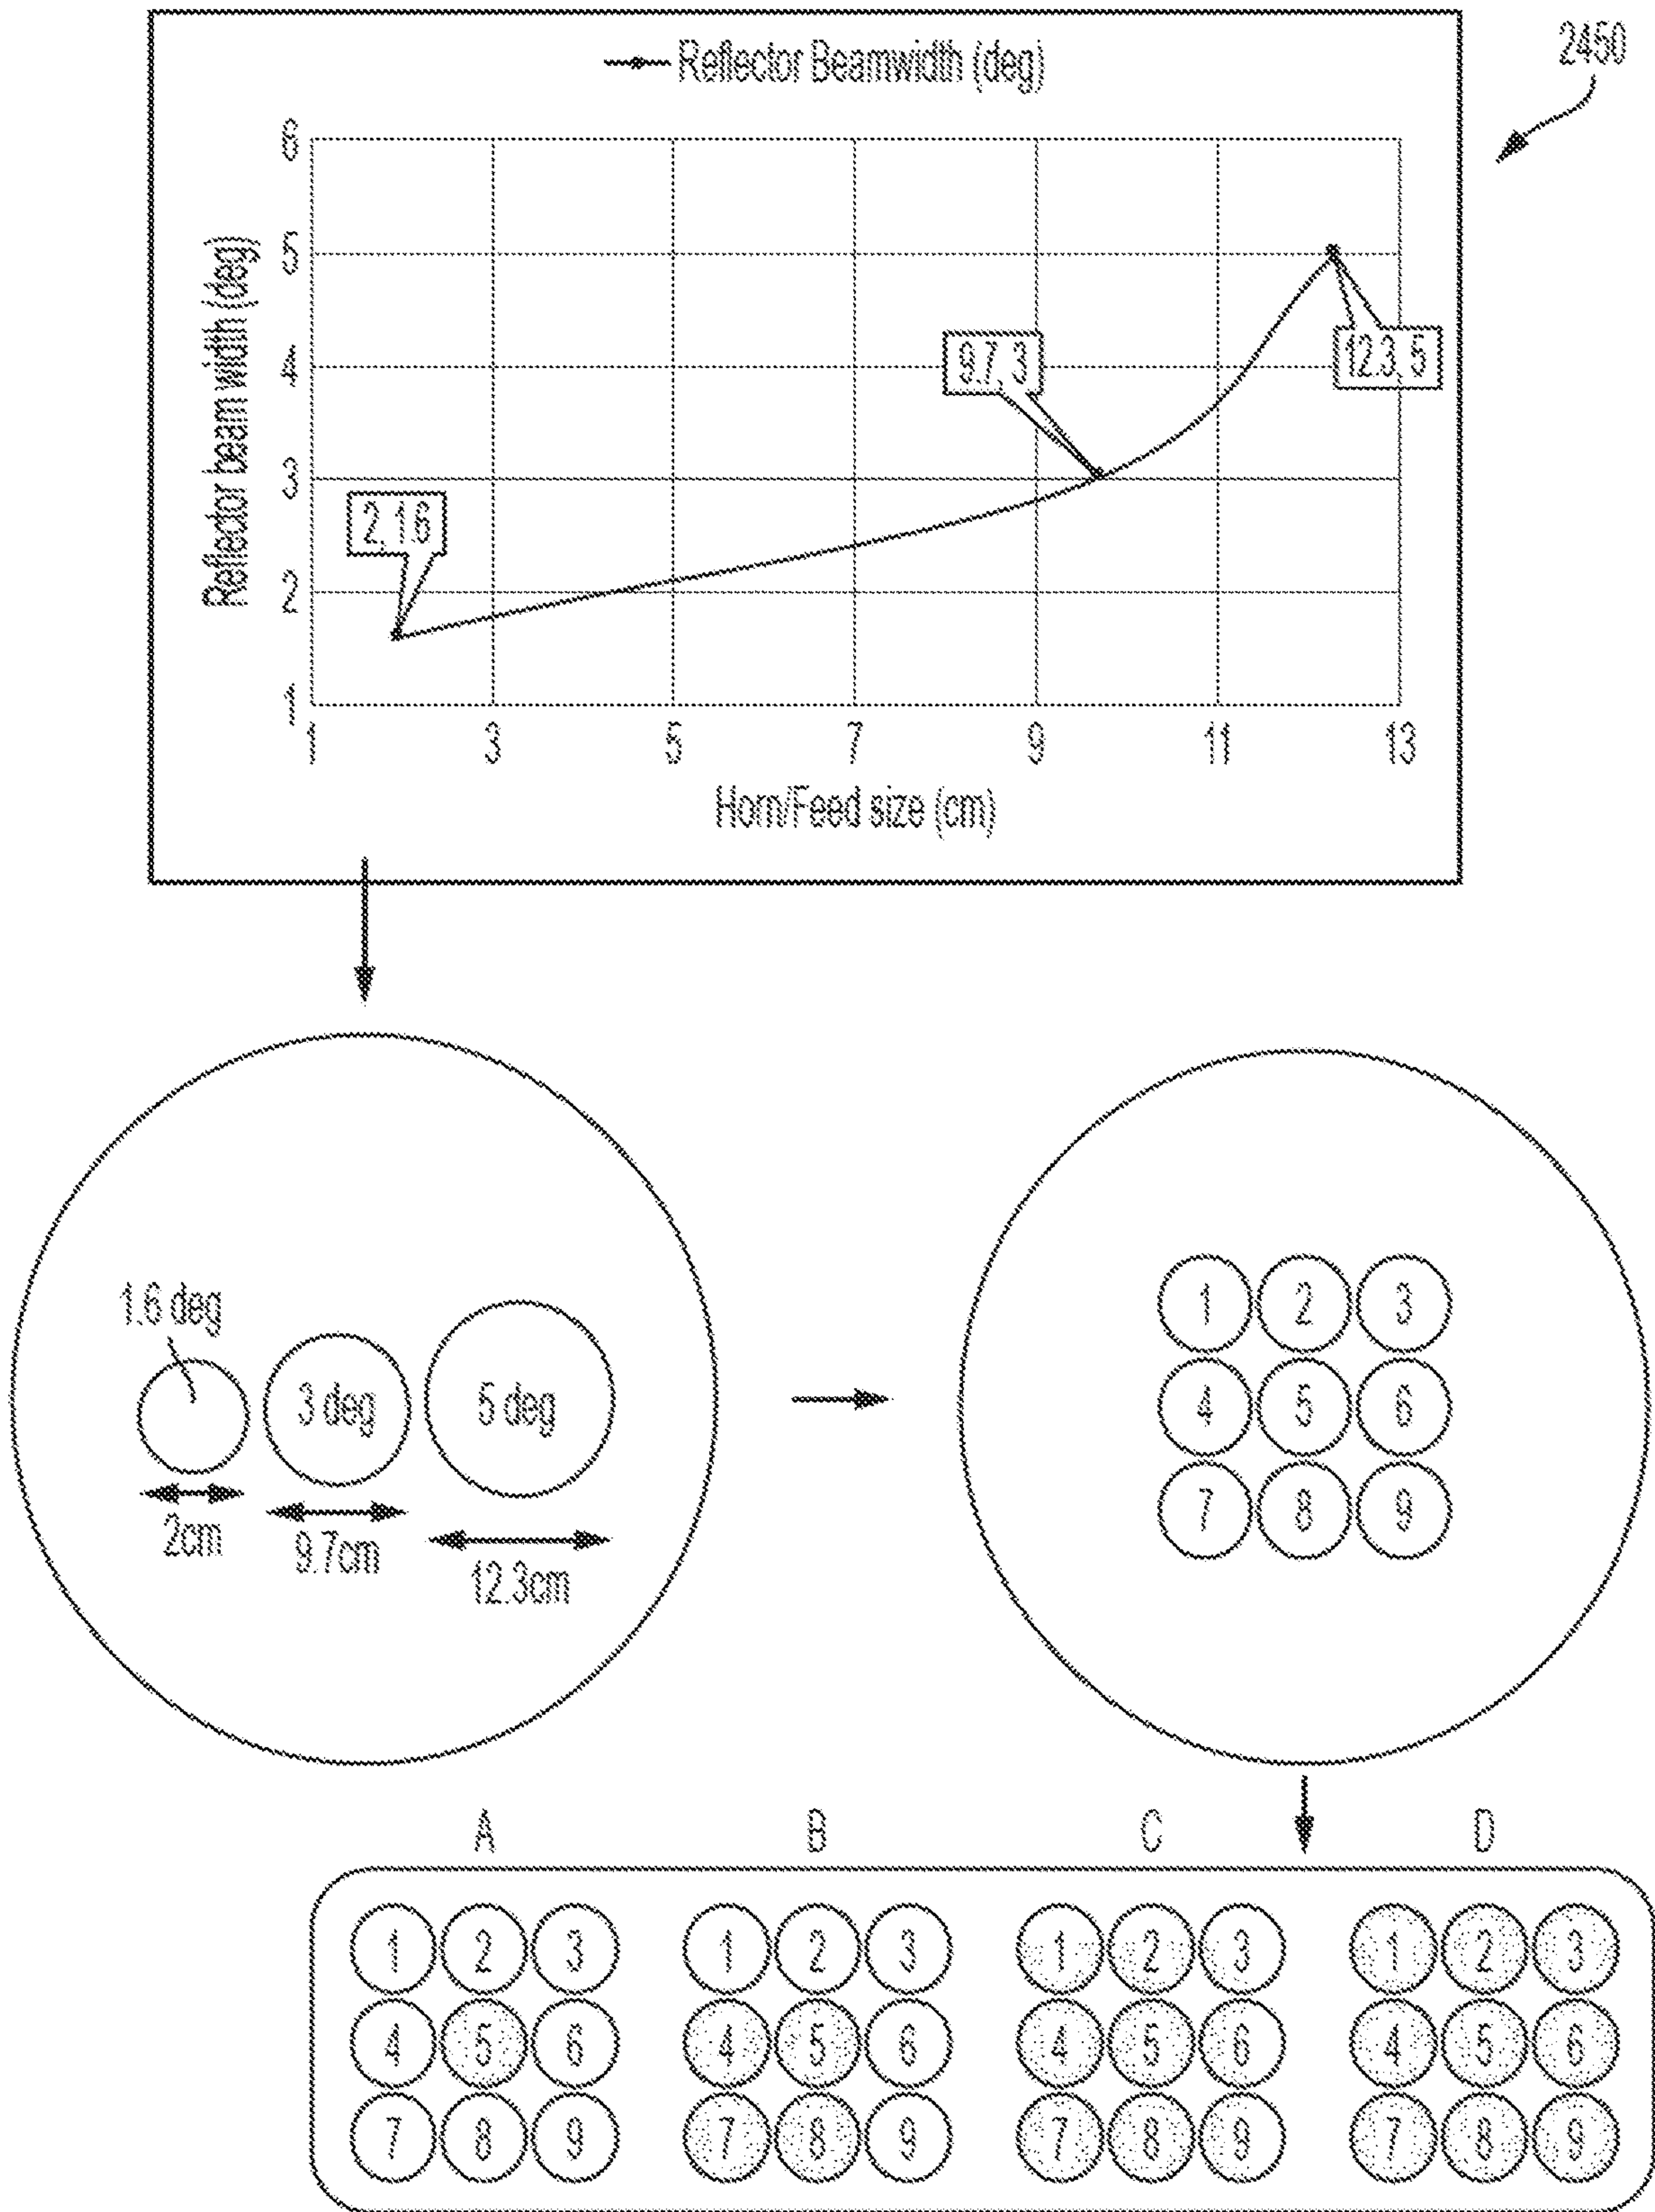 2450
Reflector Beamwidth (deg)
Reflector beam width (deg)
6
5
4
3
2
1
2, 1.6
9.7, 3
12.3, 5
1 3 5 7 9 11 13
Horn/Feed size (cm)
1.6 deg
3 deg
5 deg
2cm
9.7cm
12.3cm
1 2 3
4 5 6
7 8 9
A B C D
1 2 3 1 2 3 1 2 3 1 2 3
4 5 6 4 5 6 4 5 6 4 5 6
7 8 9 7 8 9 7 8 9 7 8 9